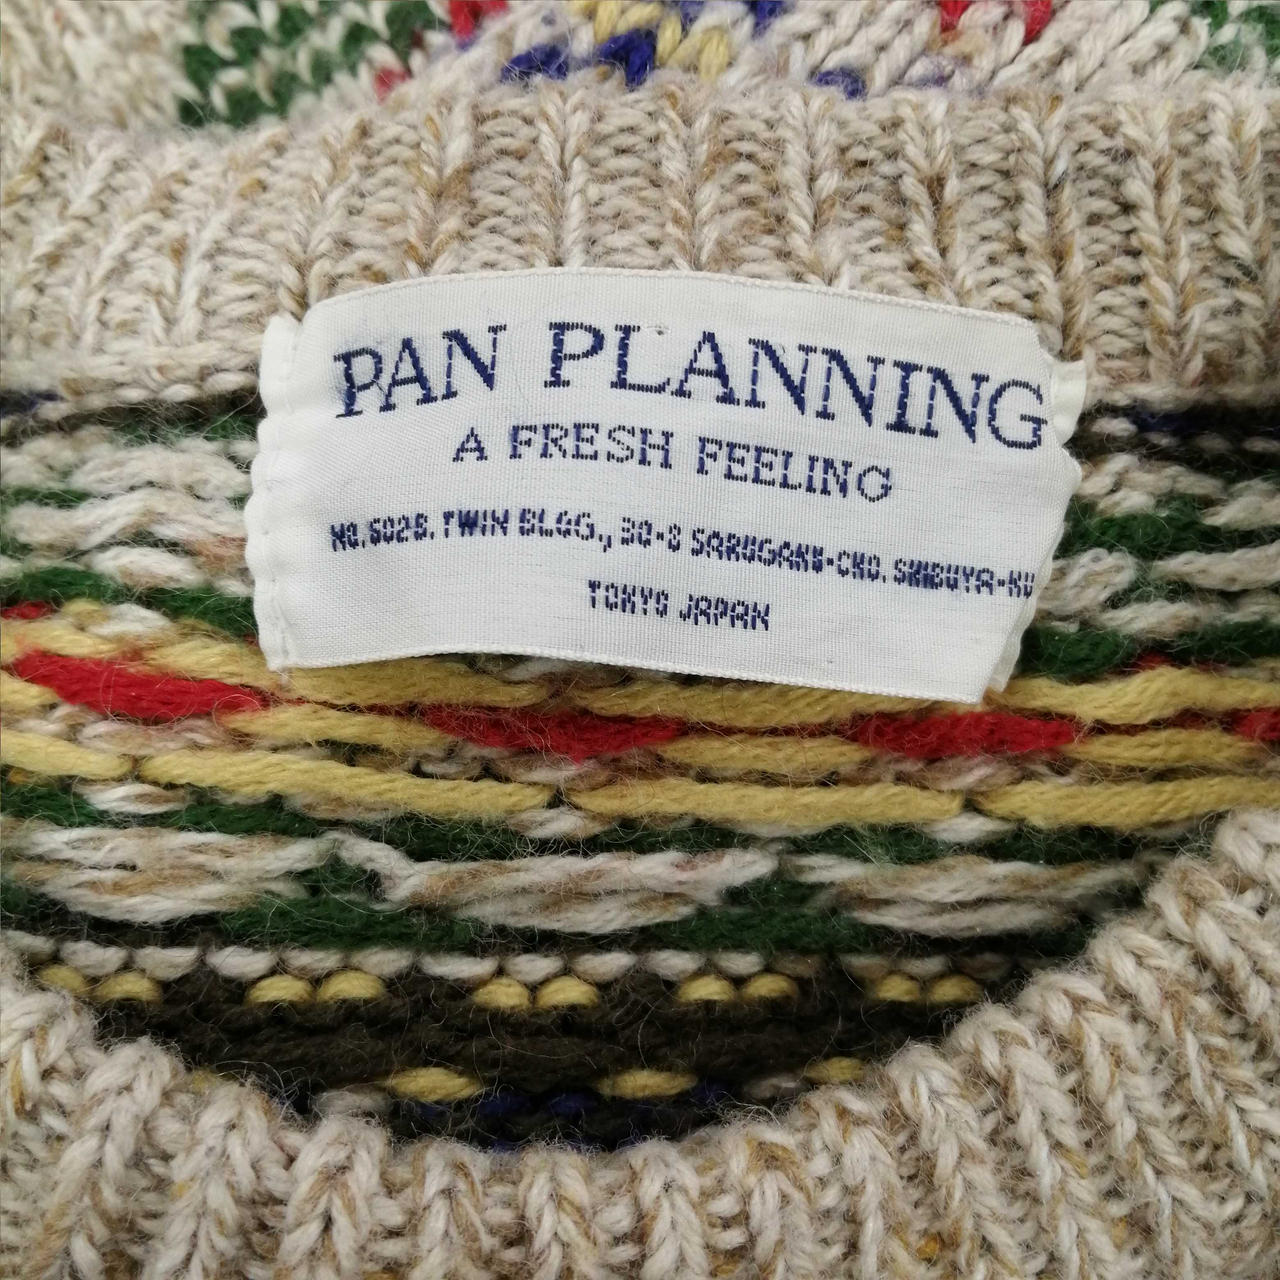 PAN PLANNING
A FRESH FEELING
NO.502B. TWIN BLDG., 30-8 SARUGAKU-CHO. SHIBUYA-KU
TOKYO JAPAN